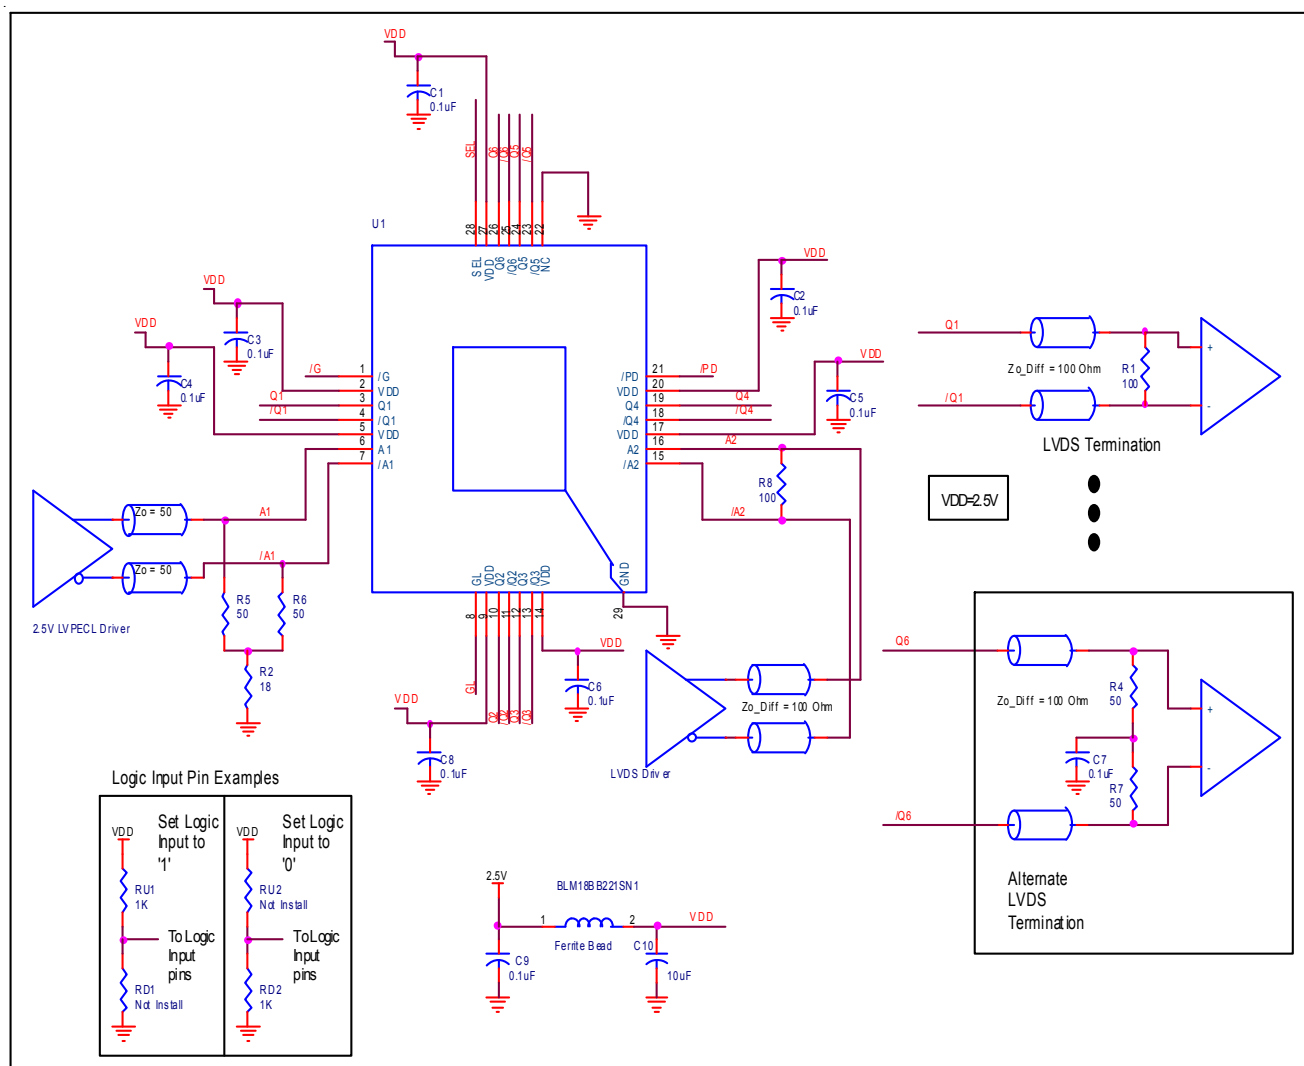 VDD
C1
0.1uF
SEL
Q6
/Q6
Q5
/Q5
28
27
26
25
24
23
22
U1
SEL
VDD
Q6
/Q6
Q5
/Q5
NC
VDD
C3
0.1uF
VDD
C4
0.1uF
/G
Q1
/Q1
1
2
3
4
5
6
7
/G
VDD
Q1
/Q1
VDD
A1
/A1
/PD
VDD
Q4
/Q4
VDD
A2
/A2
21
20
19
18
17
16
15
/PD
Q4
/Q4
A2
/A2
VDD
C2
0.1uF
VDD
C5
0.1uF
R8
100
Q1
/Q1
Zo_Diff = 100 Ohm
R1
100
+
-
LVDS Termination
VDD=2.5V
Zo = 50
A1
Zo = 50
/A1
R5
50
R6
50
R2
18
2.5V LVPECL Driver
GL
VDD
Q2
/Q2
Q3
/Q3
VDD
GND
8
9
10
11
12
13
14
29
GL
Q2
/Q2
Q3
/Q3
VDD
C6
0.1uF
VDD
C8
0.1uF
Zo_Diff = 100 Ohm
LVDS Driver
Q6
/Q6
Zo_Diff = 100 Ohm
R4
50
C7
0.1uF
R7
50
+
-
Alternate
LVDS
Termination
Logic Input Pin Examples
VDD
Set Logic
Input to
'1'
RU1
1K
To Logic
Input
pins
RD1
Not Install
VDD
Set Logic
Input to
'0'
RU2
Not Install
To Logic
Input
pins
RD2
1K
2.5V
BLM18BB221SN1
1
2
VDD
Ferrite Bead
C9
0.1uF
C10
10uF